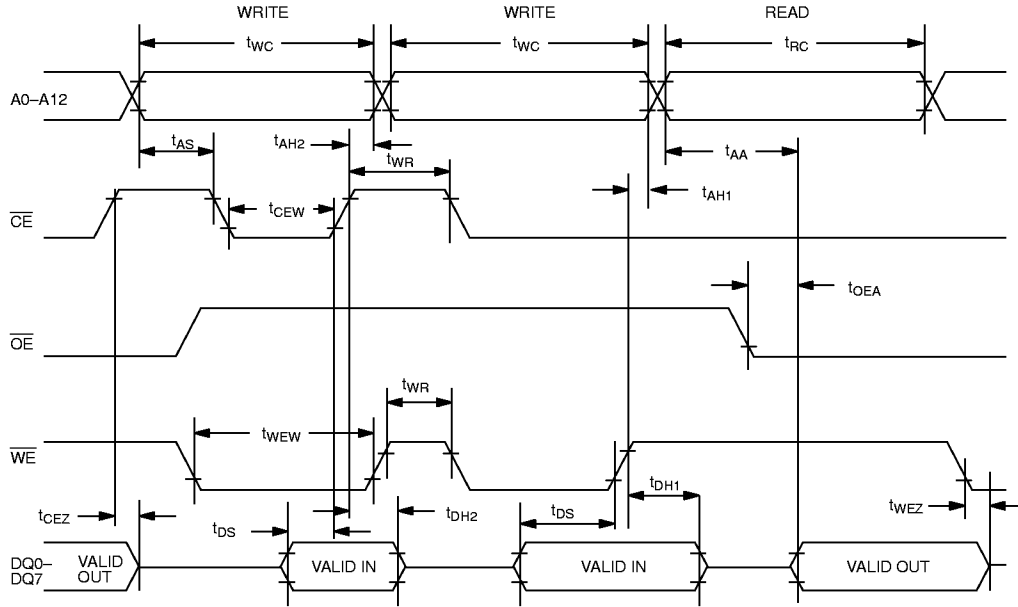 WRITE WRITE READ
tWC tWC tRC
A0–A12
tAS tAH2 tWR tAA
tAH1
CE tCEW
tOEA
OE
tWR
WE tWEW
tDH1
tCEZ tDS tDH2 tDS tWEZ
DQ0–
DQ7
VALID
OUT
VALID IN VALID IN VALID OUT